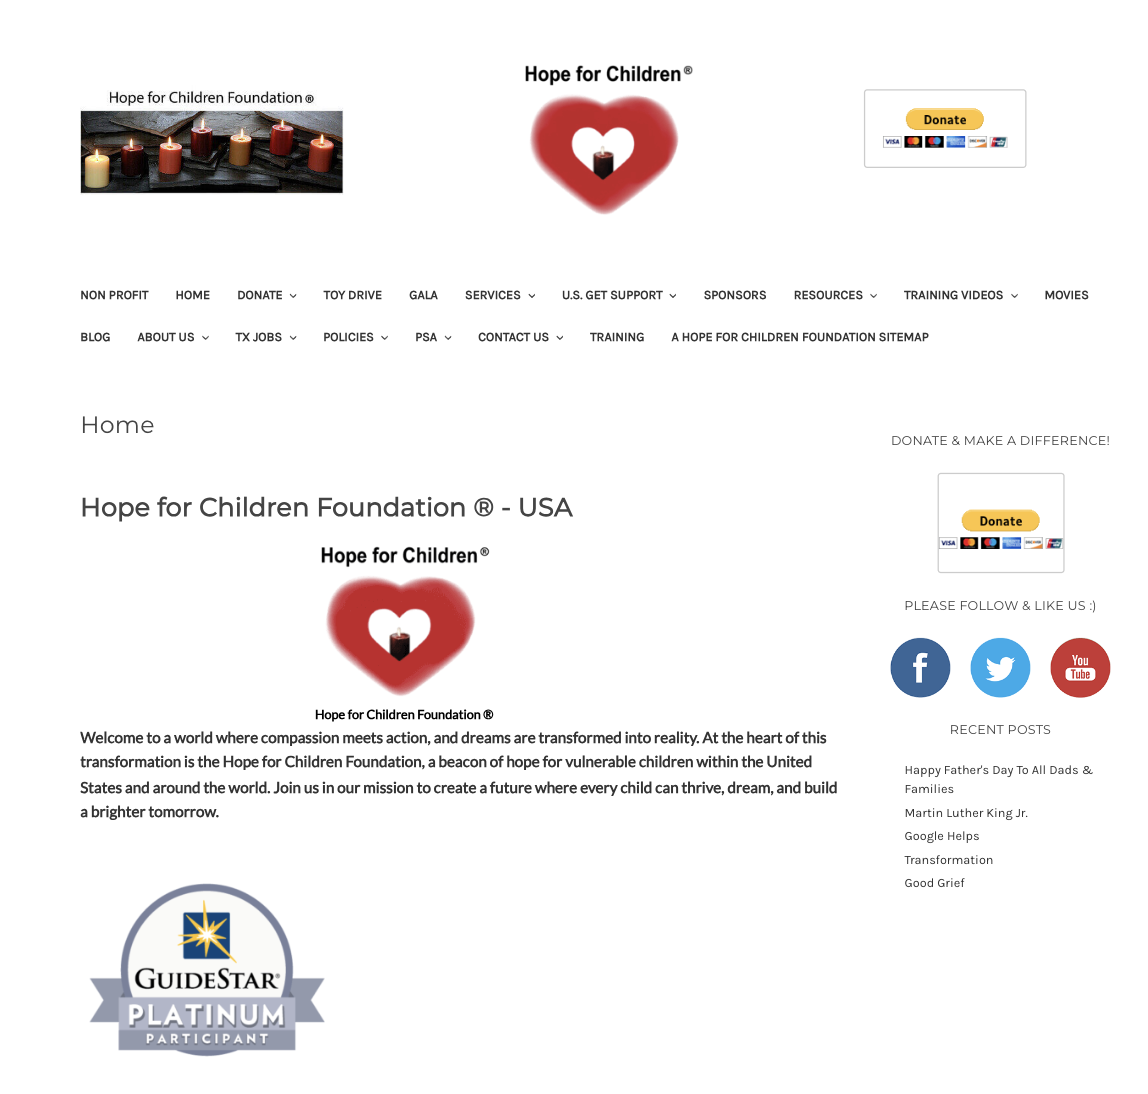 Hope for Children Foundation ®
Hope for Children ®
Donate
VISA
DISCOVER
NON PROFIT
HOME
DONATE
TOY DRIVE
GALA
SERVICES
U.S. GET SUPPORT
SPONSORS
RESOURCES
TRAINING VIDEOS
MOVIES
BLOG
ABOUT US
TX JOBS
POLICIES
PSA
CONTACT US
TRAINING
A HOPE FOR CHILDREN FOUNDATION SITEMAP
Home
Hope for Children Foundation ® - USA
Hope for Children ®
Hope for Children Foundation ®
Welcome to a world where compassion meets action, and dreams are transformed into reality. At the heart of this
transformation is the Hope for Children Foundation, a beacon of hope for vulnerable children within the United
States and around the world. Join us in our mission to create a future where every child can thrive, dream, and build
a brighter tomorrow.
GUIDESTAR®
PLATINUM
PARTICIPANT
DONATE & MAKE A DIFFERENCE!
Donate
VISA
PLEASE FOLLOW & LIKE US :)
f
You
Tube
RECENT POSTS
Happy Father's Day To All Dads &
Families
Martin Luther King Jr.
Google Helps
Transformation
Good Grief